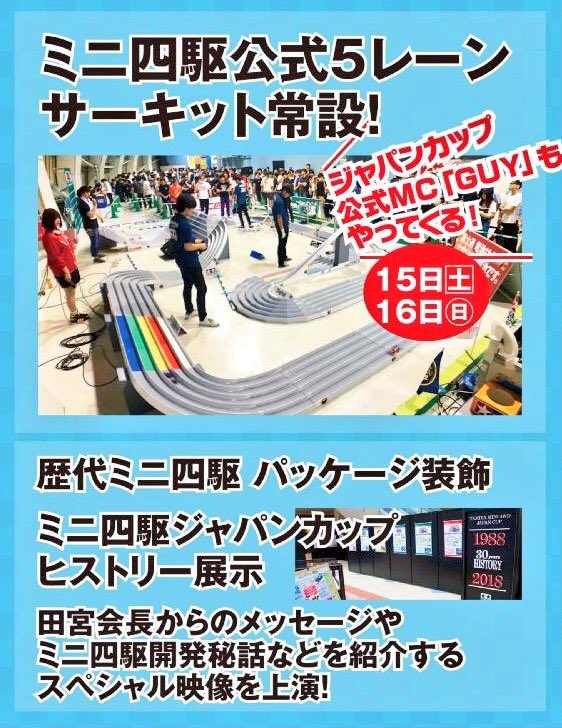 ミニ四駆公式5レーン
サーキット常設!
ジャパンカップ
公式MC「GUY」も
やってくる!
15日土
16日日
歴代ミニ四駆 パッケージ装飾
ミニ四駆ジャパンカップ
ヒストリー展示
TAMIYA MINI 4WD
JAPAN CUP
1988
30years
HISTORY
2018
田宮会長からのメッセージや
ミニ四駆開発秘話などを紹介する
スペシャル映像を上演!